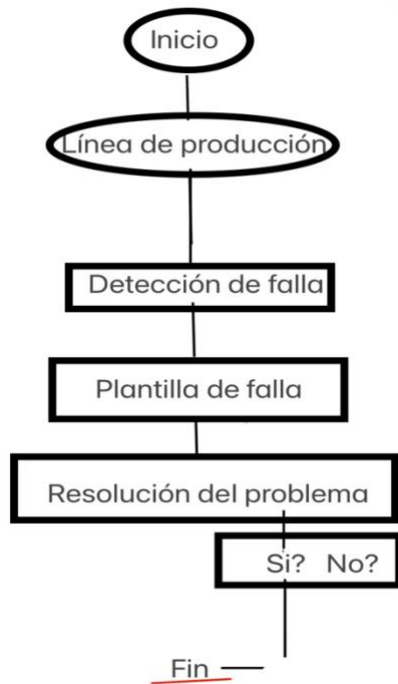 Inicio
Línea de producción
Detección de falla
Plantilla de falla
Resolución del problema
Si? No?
Fin